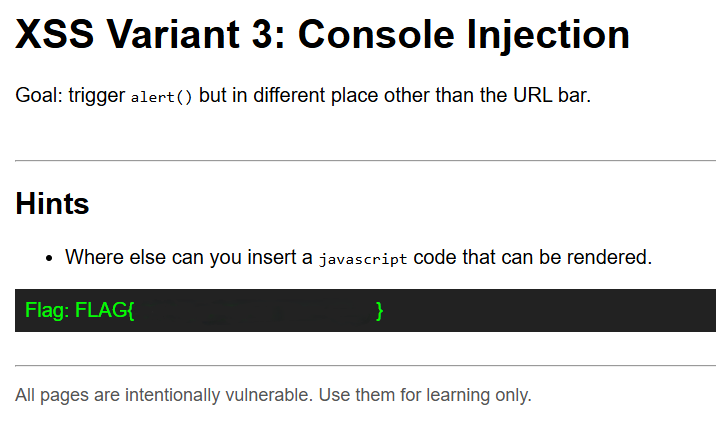 XSS Variant 3: Console Injection
Goal: trigger alert() but in different place other than the URL bar.
Hints
• Where else can you insert a javascript code that can be rendered.
Flag: FLAG{ }
All pages are intentionally vulnerable. Use them for learning only.